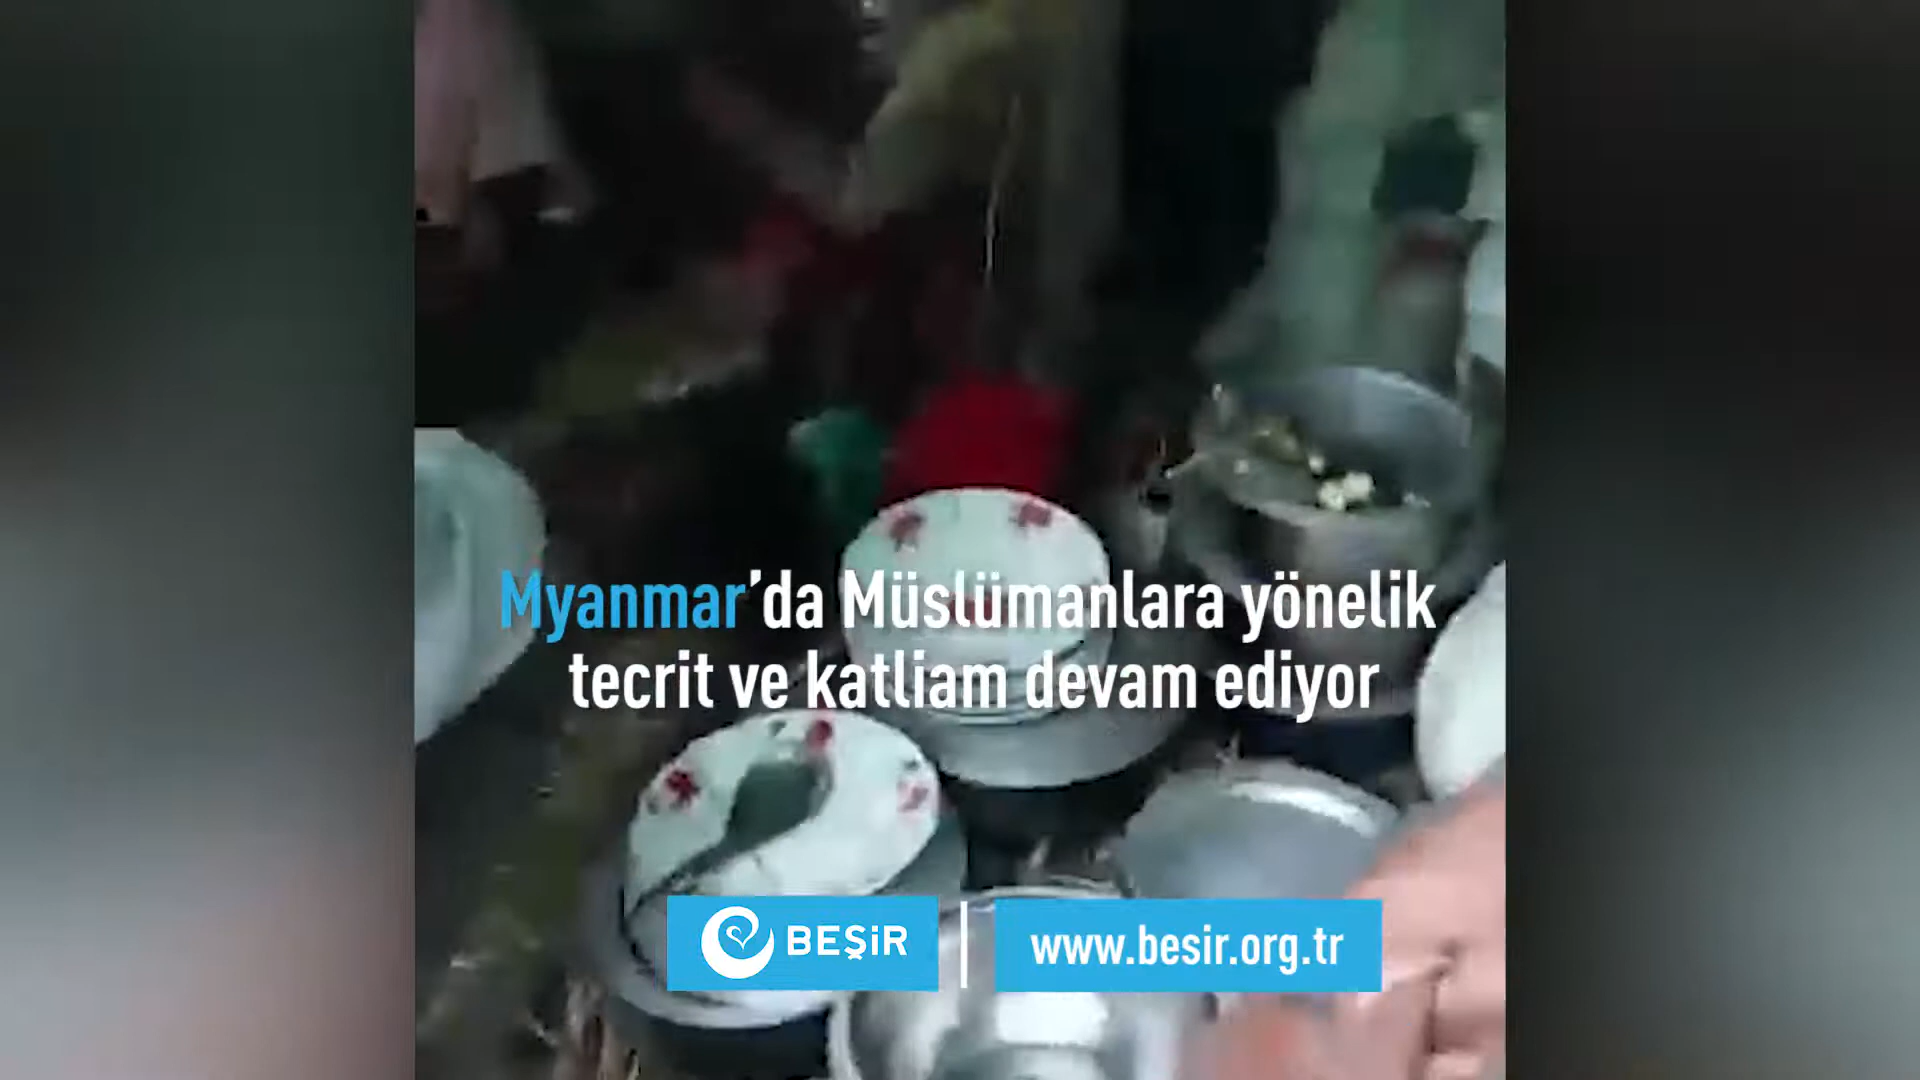 Myanmar’da Müslümanlara yönelik
tecrit ve katliam devam ediyor
BEŞİR
www.besir.org.tr